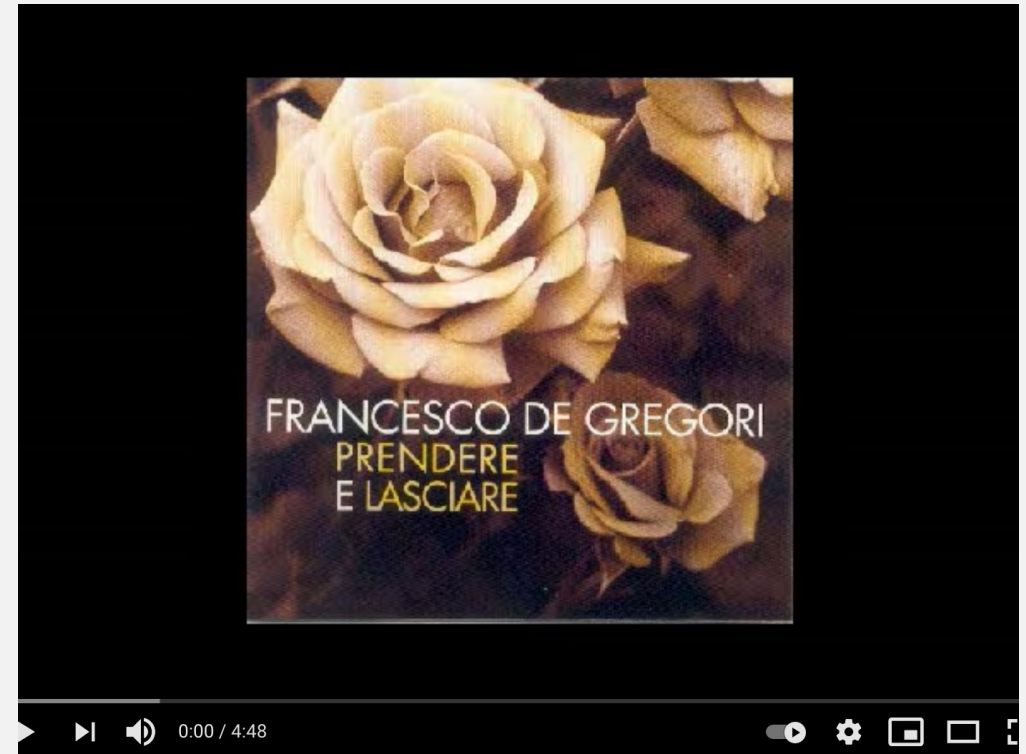 FRANCESCO DE GREGORI
PRENDERE
E LASCIARE
0:00 / 4:48